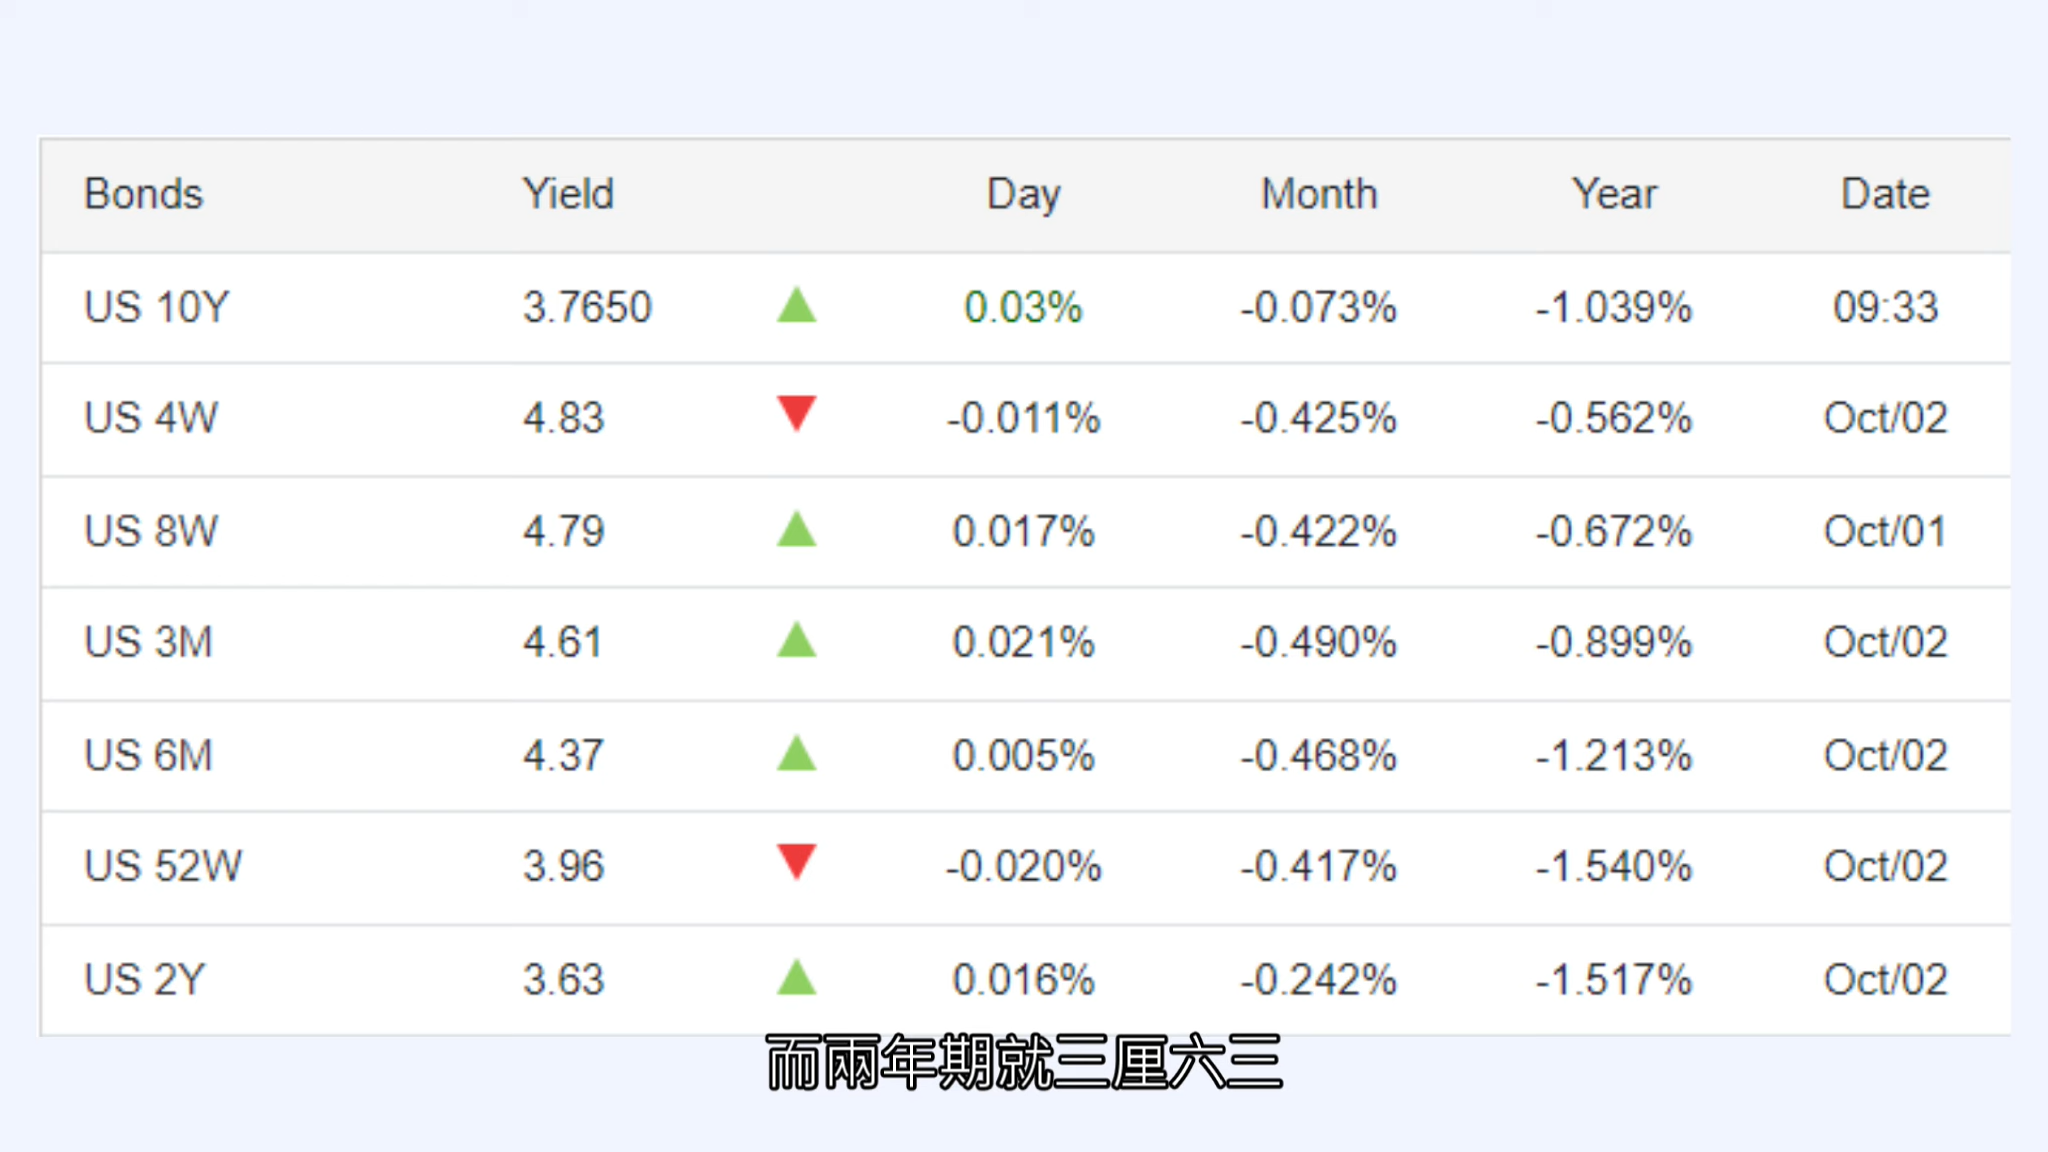 Bonds Yield Day Month Year Date
US 10Y 3.7650 ▲ 0.03% -0.073% -1.039% 09:33
US 4W 4.83 ▼ -0.011% -0.425% -0.562% Oct/02
US 8W 4.79 ▲ 0.017% -0.422% -0.672% Oct/01
US 3M 4.61 ▲ 0.021% -0.490% -0.899% Oct/02
US 6M 4.37 ▲ 0.005% -0.468% -1.213% Oct/02
US 52W 3.96 ▼ -0.020% -0.417% -1.540% Oct/02
US 2Y 3.63 ▲ 0.016% -0.242% -1.517% Oct/02
而兩年期就三厘六三